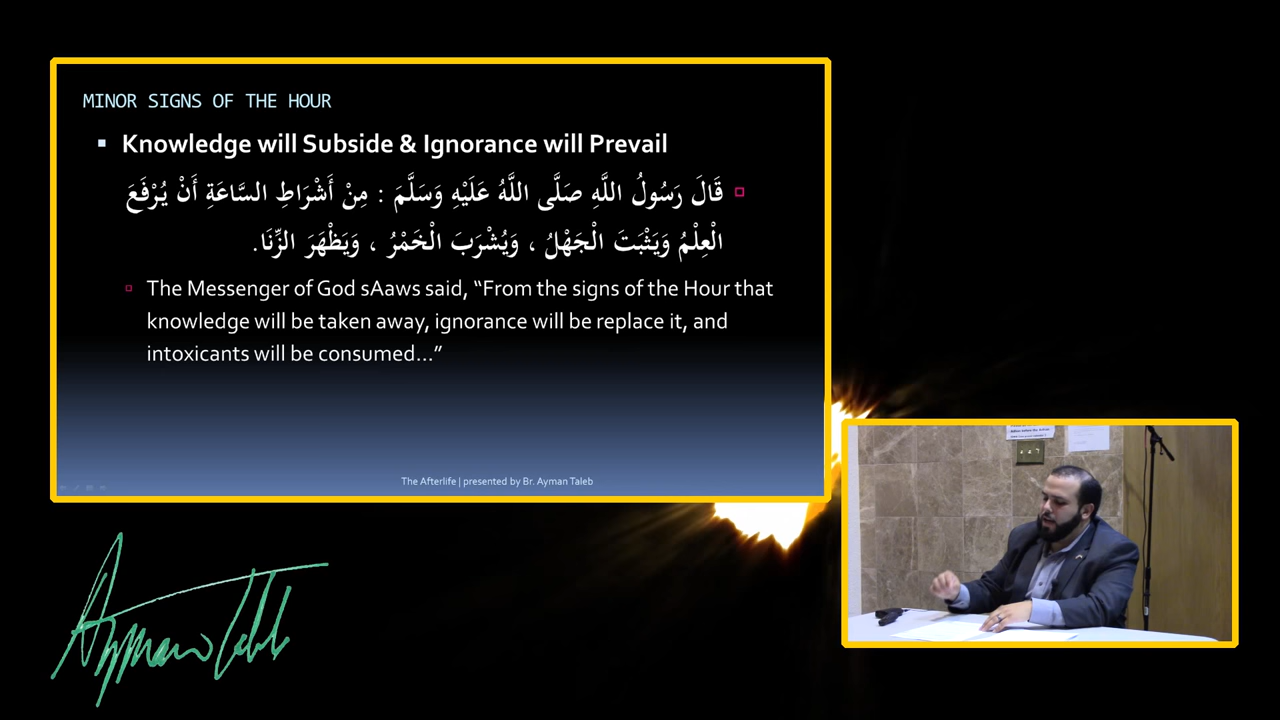 MINOR SIGNS OF THE HOUR
Knowledge will Subside & Ignorance will Prevail
قَالَ رَسُولُ اللَّهِ صَلَّى اللَّهُ عَلَيْهِ وَسَلَّمَ : مِنْ أَشْرَاطِ السَّاعَةِ أَنْ يُرْفَعَ
الْعِلْمُ وَيَثْبَتَ الْجَهْلُ ، وَيُشْرَبَ الْخَمْرُ ، وَيَظْهَرَ الزِّنَا.
The Messenger of God sAaws said, “From the signs of the Hour that
knowledge will be taken away, ignorance will be replace it, and
intoxicants will be consumed…”
The Afterlife | presented by Br. Ayman Taleb
Ayman Taleb